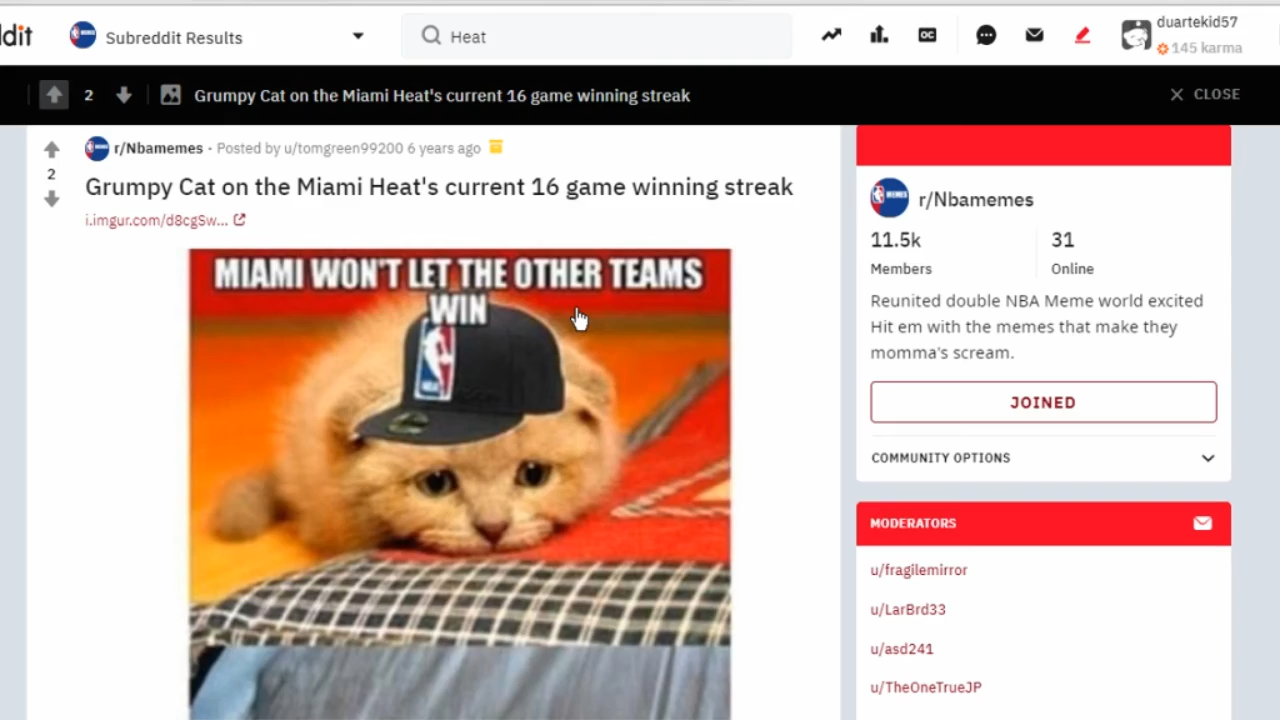 dit
Subreddit Results
Heat
duartekid57
145 karma
2
Grumpy Cat on the Miami Heat's current 16 game winning streak
CLOSE
r/Nbamemes · Posted by u/tomgreen99200 6 years ago
2
Grumpy Cat on the Miami Heat's current 16 game winning streak
i.imgur.com/d8cgSw...
MIAMI WON'T LET THE OTHER TEAMS
WIN
NBA
r/Nbamemes
11.5k
Members
31
Online
Reunited double NBA Meme world excited
Hit em with the memes that make they
momma's scream.
JOINED
COMMUNITY OPTIONS
MODERATORS
u/fragilemirror
u/LarBrd33
u/asd241
u/TheOneTrueJP